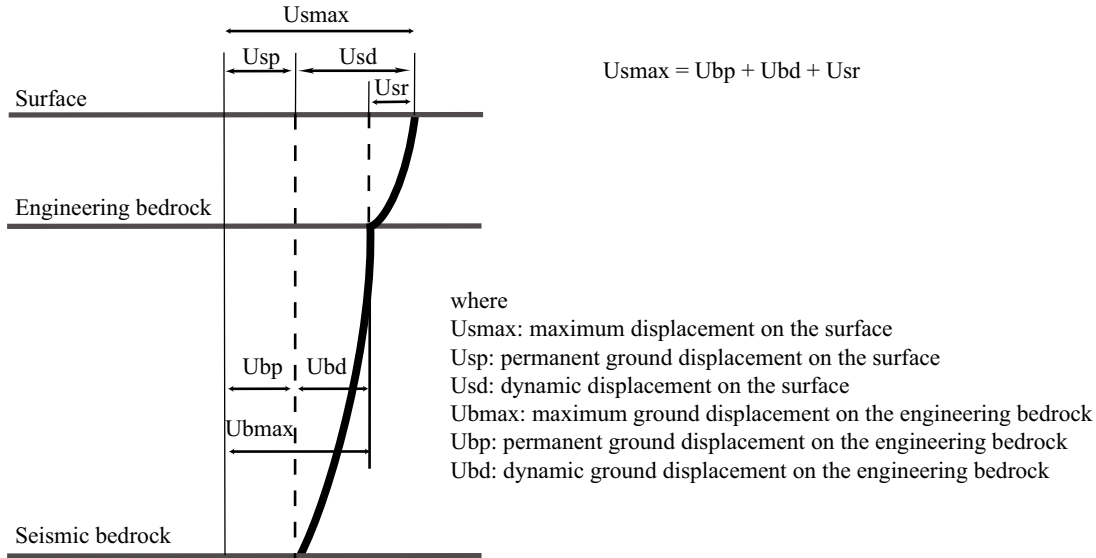 Usmax
Usp
Usd
Usmax = Ubp + Ubd + Usr
Usr
Surface
Engineering bedrock
where
Usmax: maximum displacement on the surface
Usp: permanent ground displacement on the surface
Usd: dynamic displacement on the surface
Ubmax: maximum ground displacement on the engineering bedrock
Ubp: permanent ground displacement on the engineering bedrock
Ubd: dynamic ground displacement on the engineering bedrock
Ubp
Ubd
Ubmax
Seismic bedrock